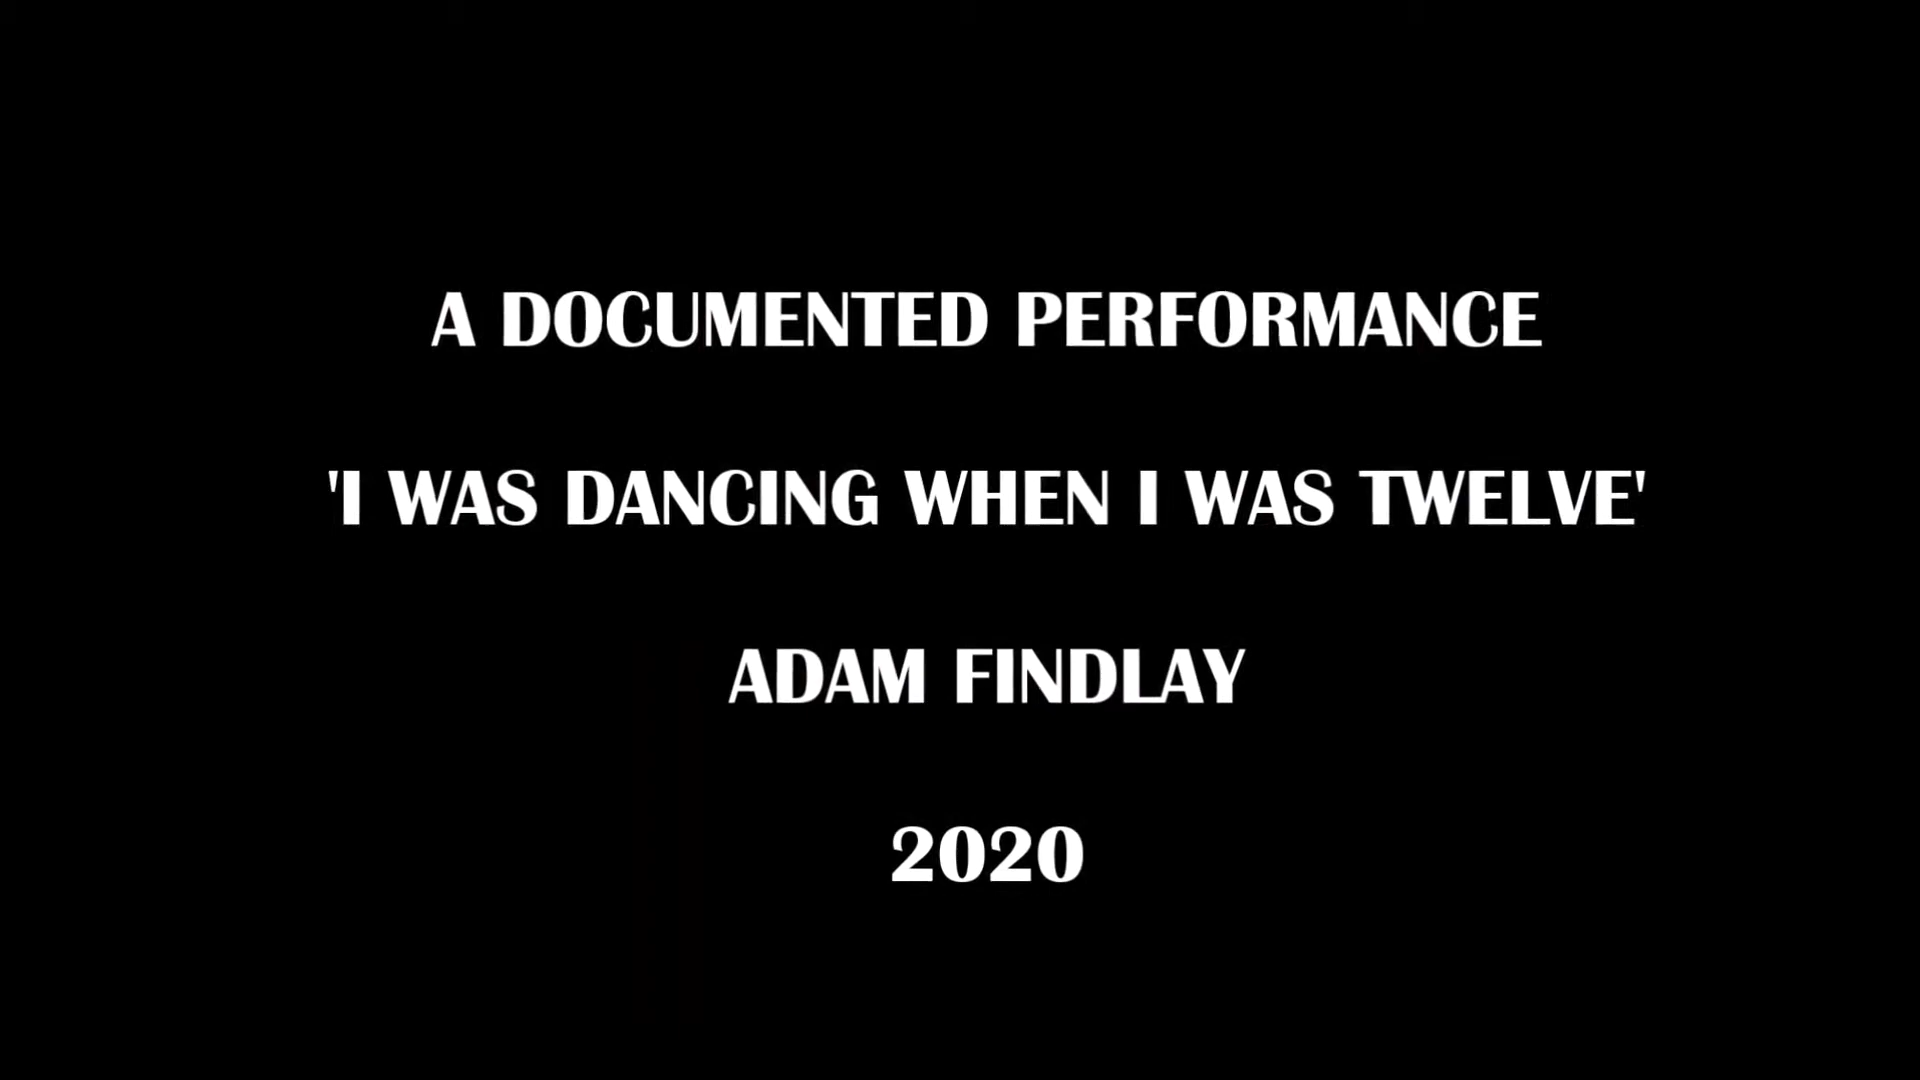 A DOCUMENTED PERFORMANCE
'I WAS DANCING WHEN I WAS TWELVE'
ADAM FINDLAY
2020